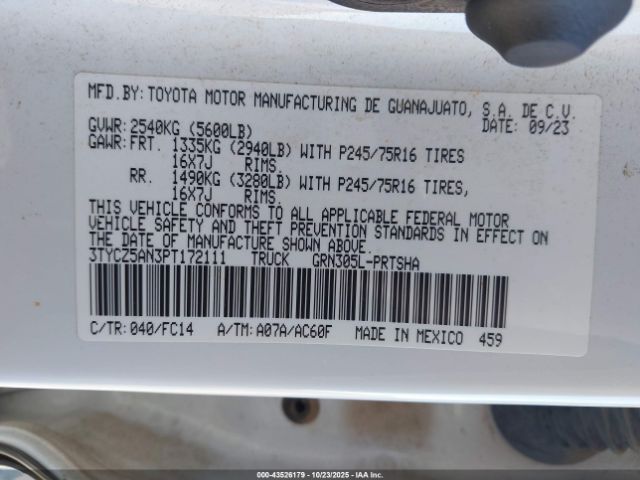 MFD.BY: TOYOTA MOTOR MANUFACTURING DE GUANAJUATO, S.A. DE C.V.
GVWR: 2540KG (5600LB) DATE: 09/23
GAWR: FRT. 1335KG (2940LB) WITH P245/75R16 TIRES
16X7J RIMS.
RR. 1490KG (3280LB) WITH P245/75R16 TIRES,
16X7J RIMS.
THIS VEHICLE CONFORMS TO ALL APPLICABLE FEDERAL MOTOR
VEHICLE SAFETY AND THEFT PREVENTION STANDARDS IN EFFECT ON
THE DATE OF MANUFACTURE SHOWN ABOVE.
3TYCZ5AN3PT172111 TRUCK GRN305L-PRTSHA
C/TR: 040/FC14 A/TM: A07A/AC60F MADE IN MEXICO 459
000-43526179 - 10/23/2025 - IAAI, Inc.